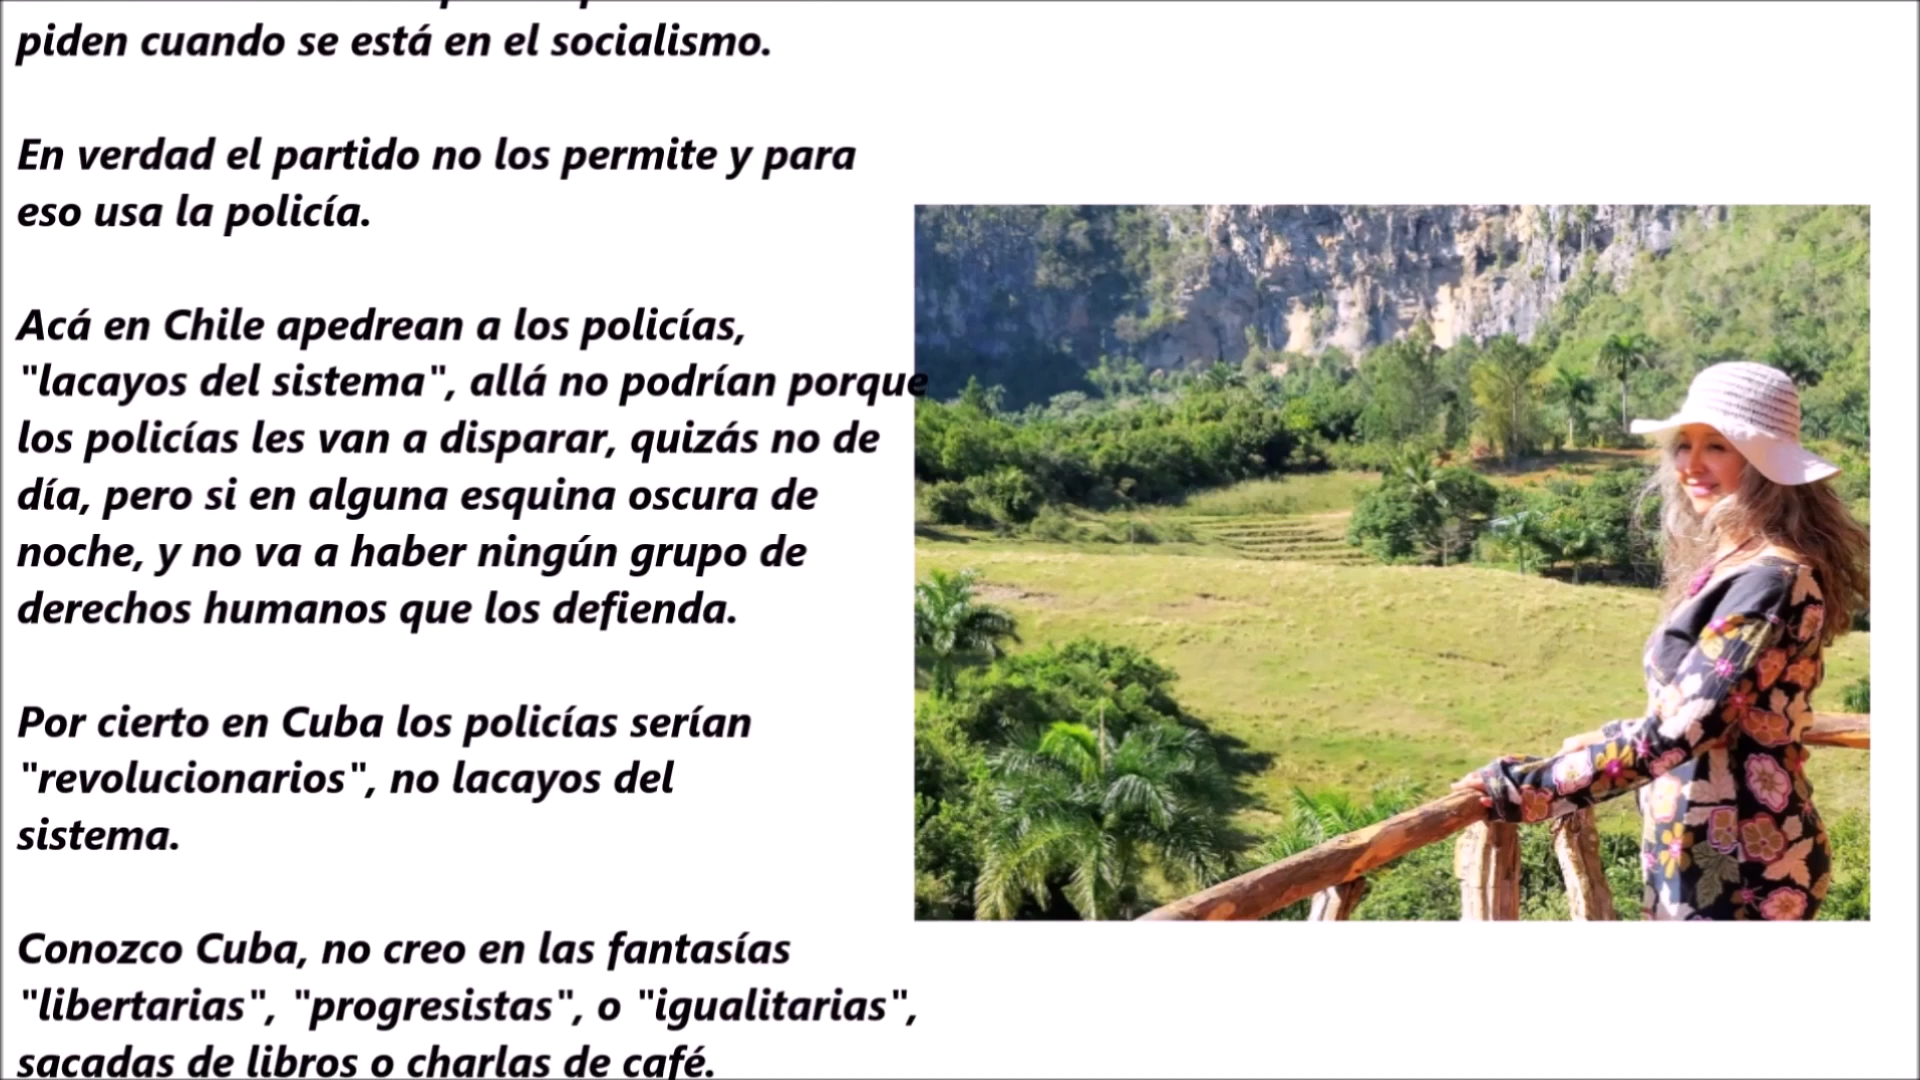 piden cuando se está en el socialismo.
En verdad el partido no los permite y para
eso usa la policía.
Acá en Chile apedrean a los policías,
"lacayos del sistema", allá no podrían porque
los policías les van a disparar, quizás no de
día, pero si en alguna esquina oscura de
noche, y no va a haber ningún grupo de
derechos humanos que los defienda.
Por cierto en Cuba los policías serían
"revolucionarios", no lacayos del
sistema.
Conozco Cuba, no creo en las fantasías
"libertarias", "progresistas", o "igualitarias",
sacadas de libros o charlas de café.